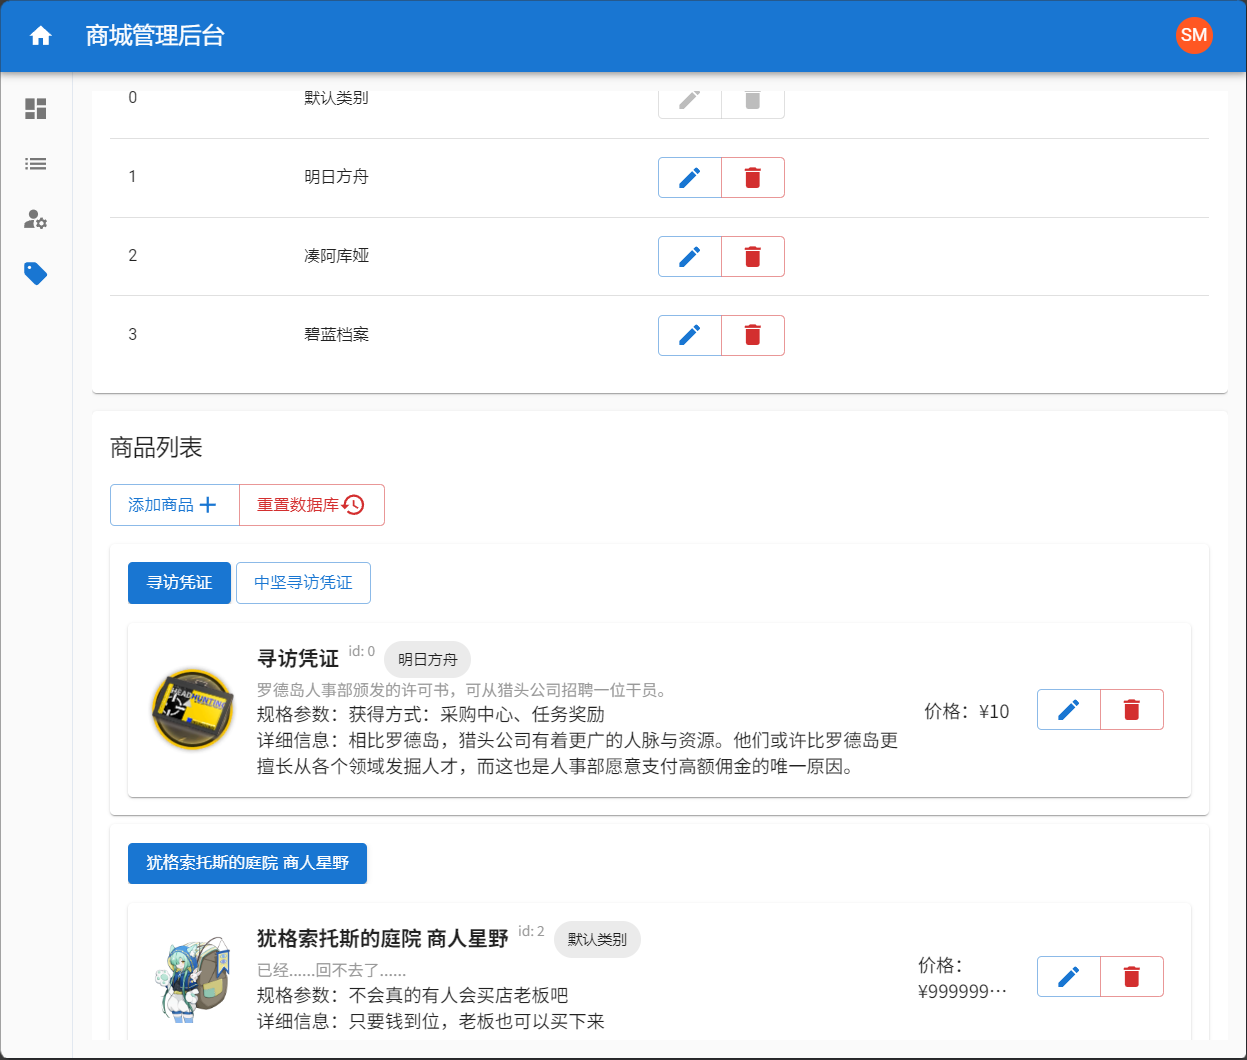 商城管理后台
SM
0 默认类别
1 明日方舟
2 凑阿库娅
3 碧蓝档案
商品列表
添加商品 重置数据库
寻访凭证 中坚寻访凭证
HEADHUNTING
寻访凭证 id: 0 明日方舟
罗德岛人事部颁发的许可书，可从猎头公司招聘一位干员。
规格参数：获得方式：采购中心、任务奖励
详细信息：相比罗德岛，猎头公司有着更广的人脉与资源。他们或许比罗德岛更
擅长从各个领域发掘人才，而这也是人事部愿意支付高额佣金的唯一原因。
价格：¥10
犹格索托斯的庭院 商人星野
犹格索托斯的庭院 商人星野 id: 2 默认类别
已经......回不去了......
规格参数：不会真的有人会买店老板吧
详细信息：只要钱到位，老板也可以买下来
价格：
¥999999…